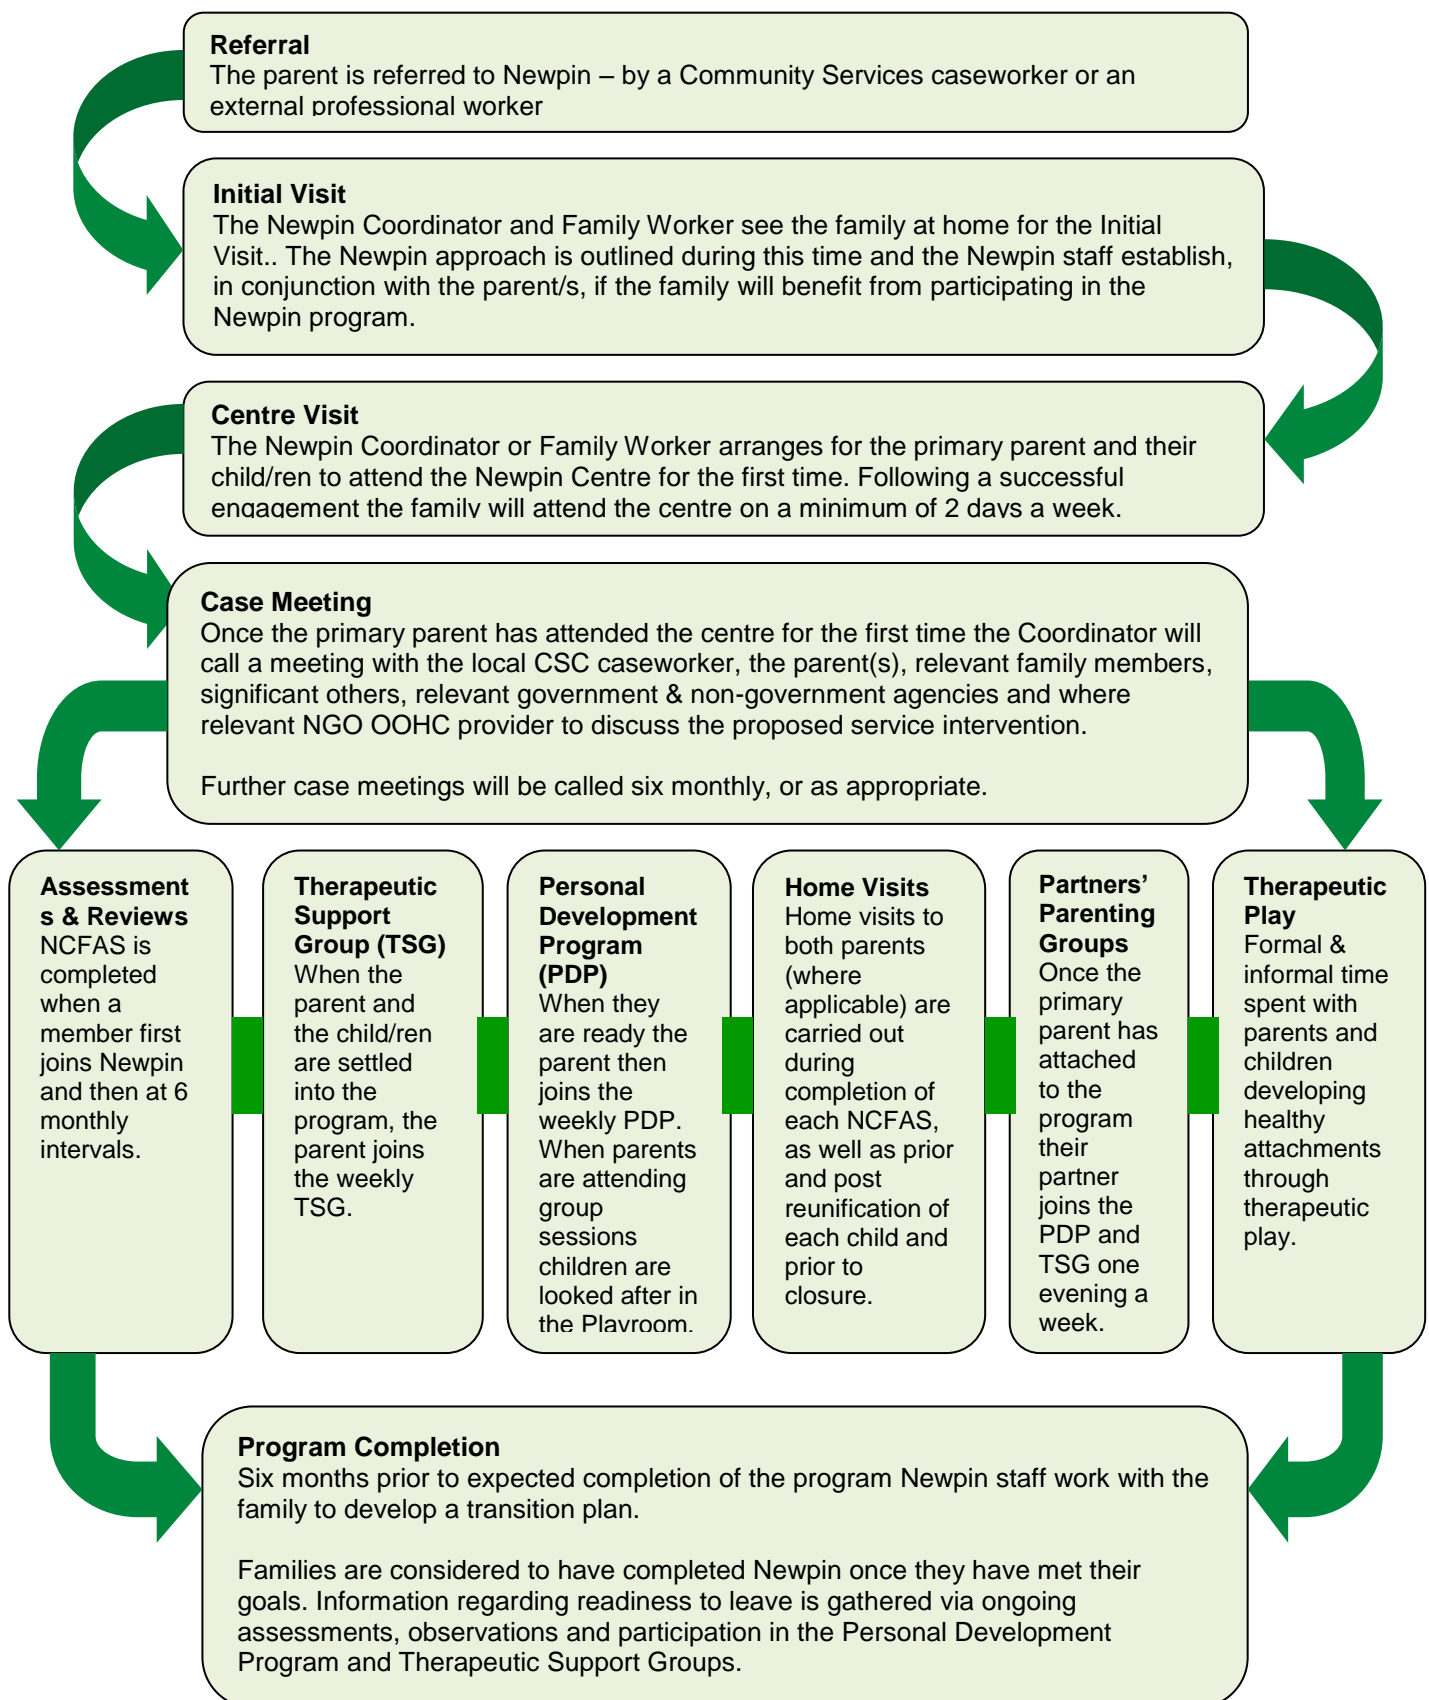 Referral
The parent is referred to Newpin – by a Community Services caseworker or an
external professional worker
Initial Visit
The Newpin Coordinator and Family Worker see the family at home for the Initial
Visit.. The Newpin approach is outlined during this time and the Newpin staff establish,
in conjunction with the parent/s, if the family will benefit from participating in the
Newpin program.
Centre Visit
The Newpin Coordinator or Family Worker arranges for the primary parent and their
child/ren to attend the Newpin Centre for the first time. Following a successful
engagement the family will attend the centre on a minimum of 2 days a week.
Case Meeting
Once the primary parent has attended the centre for the first time the Coordinator will
call a meeting with the local CSC caseworker, the parent(s), relevant family members,
significant others, relevant government & non-government agencies and where
relevant NGO OOHC provider to discuss the proposed service intervention.
Further case meetings will be called six monthly, or as appropriate.
Assessment
s & Reviews
NCFAS is
completed
when a
member first
joins Newpin
and then at 6
monthly
intervals.
Therapeutic
Support
Group (TSG)
When the
parent and
the child/ren
are settled
into the
program, the
parent joins
the weekly
TSG.
Personal
Development
Program
(PDP)
When they
are ready the
parent then
joins the
weekly PDP.
When parents
are attending
group
sessions
children are
looked after in
the Playroom.
Home Visits
Home visits to
both parents
(where
applicable) are
carried out
during
completion of
each NCFAS,
as well as prior
and post
reunification of
each child and
prior to
closure.
Partners’
Parenting
Groups
Once the
primary
parent has
attached
to the
program
their
partner
joins the
PDP and
TSG one
evening a
week.
Therapeutic
Play
Formal &
informal time
spent with
parents and
children
developing
healthy
attachments
through
therapeutic
play.
Program Completion
Six months prior to expected completion of the program Newpin staff work with the
family to develop a transition plan.
Families are considered to have completed Newpin once they have met their
goals. Information regarding readiness to leave is gathered via ongoing
assessments, observations and participation in the Personal Development
Program and Therapeutic Support Groups.